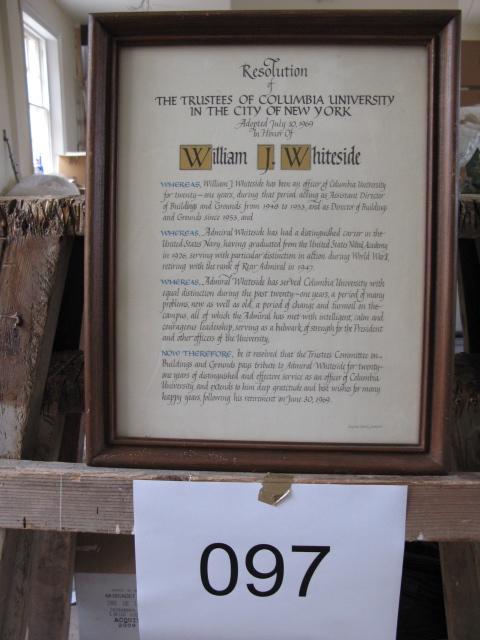 Resolution
of
THE TRUSTEES OF COLUMBIA UNIVERSITY
IN THE CITY OF NEW YORK
Adopted July 10, 1969
In Honor Of
William J. Whiteside
WHEREAS, William J. Whiteside has been an officer of Columbia University
for twenty-one years, during that period acting as Assistant Director
of Buildings and Grounds from 1948 to 1953, and as Director of Buildings
and Grounds since 1953, and
WHEREAS, Admiral Whiteside has had a distinguished career in the
United States Navy, having graduated from the United States Naval Academy
in 1926, serving with particular distinction in action during World War II,
retiring with the rank of Rear Admiral in 1947.
WHEREAS, Admiral Whiteside has served Columbia University with
equal distinction during the past twenty-one years, a period of many
problems, new as well as old, a period of change and turmoil on the
campus, all of which the Admiral has met with intelligent, calm and
courageous leadership, serving as a bulwark of strength for the President
and other officers of the University,
NOW THEREFORE, be it resolved that the Trustees Committee on
Buildings and Grounds pays tribute to Admiral Whiteside for twenty-
one years of distinguished and effective service as an officer of Columbia
University, and extends to him deep gratitude and best wishes for many
happy years, following his retirement on June 30, 1969.
097
ACQUI
2009